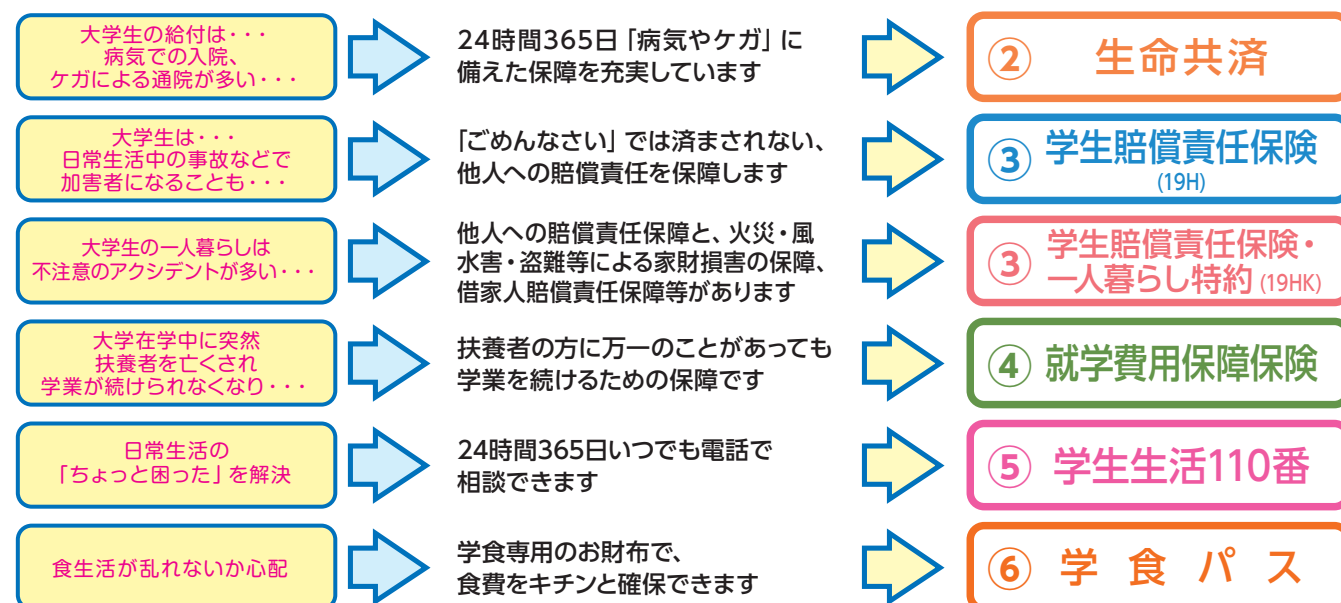 大学生の給付は・・・
病気での入院、
ケガによる通院が多い・・・
24時間365日「病気やケガ」に
備えた保障を充実しています
② 生命共済
大学生は・・・
日常生活中の事故などで
加害者になることも・・・
「ごめんなさい」では済まされない、
他人への賠償責任を保障します
③ 学生賠償責任保険
(19H)
大学生の一人暮らしは
不注意のアクシデントが多い・・・
他人への賠償責任保障と、火災・風
水害・盗難等による家財損害の保障、
借家人賠償責任保障等があります
③ 学生賠償責任保険・
一人暮らし特約 (19HK)
大学在学中に突然
扶養者を亡くされ
学業が続けられなくなり・・・
扶養者の方に万一のことがあっても
学業を続けるための保障です
④ 就学費用保障保険
日常生活の
「ちょっと困った」を解決
24時間365日いつでも電話で
相談できます
⑤ 学生生活110番
食生活が乱れないか心配
学食専用のお財布で、
食費をキチンと確保できます
⑥ 学食パス